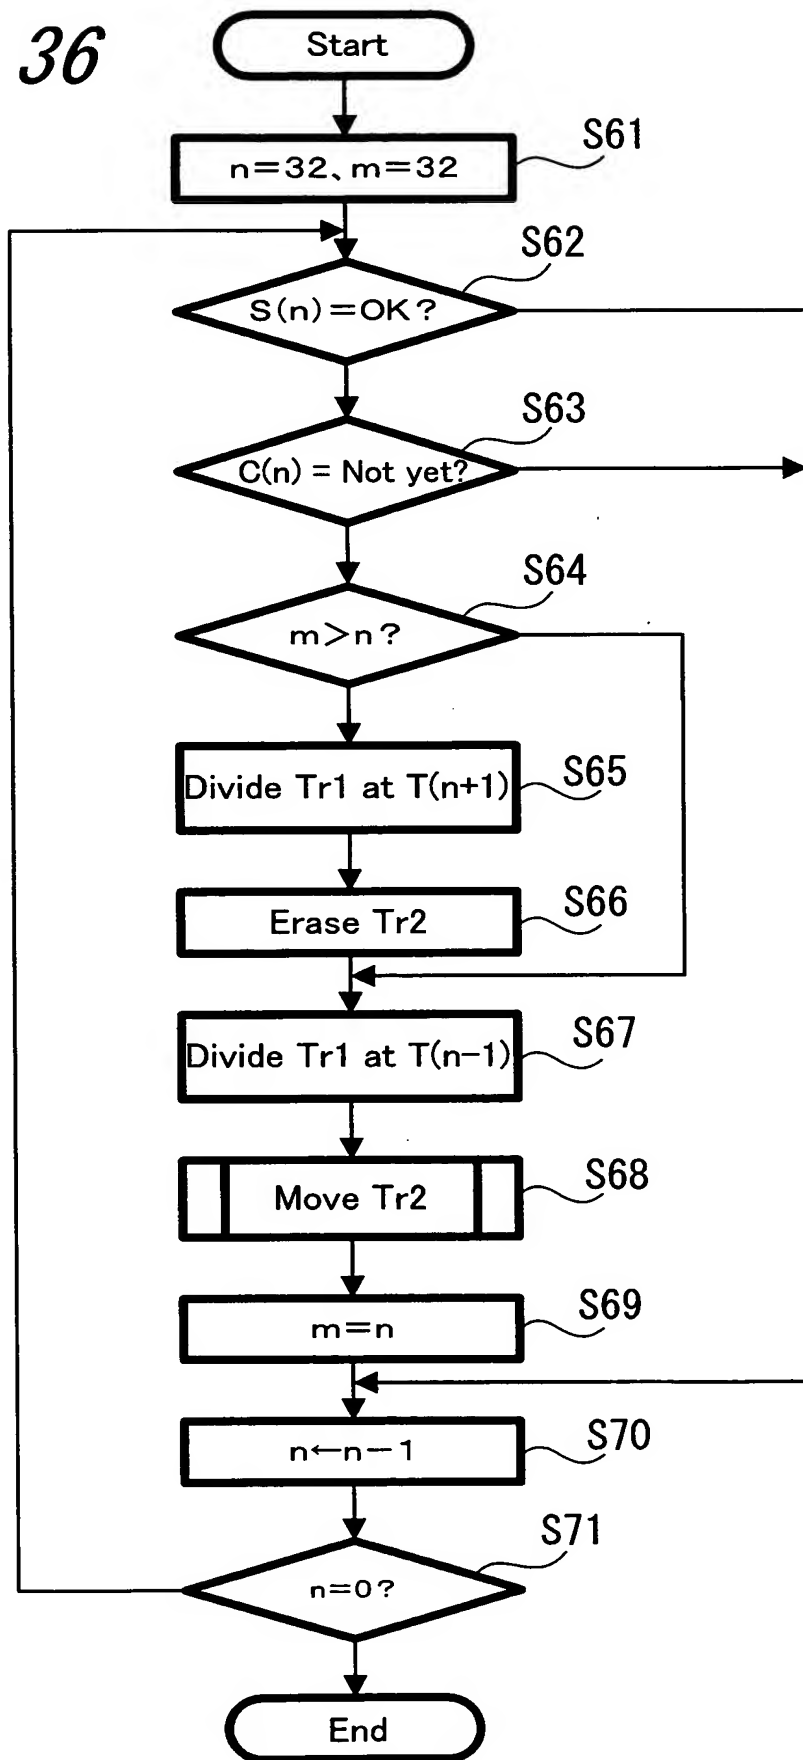 36
Start
n=32、m=32
S61
S(n)=OK?
S62
C(n) = Not yet?
S63
m>n?
S64
Divide Tr1 at T(n+1)
S65
Erase Tr2
S66
Divide Tr1 at T(n-1)
S67
Move Tr2
S68
m=n
S69
n←n-1
S70
n=0?
S71
End